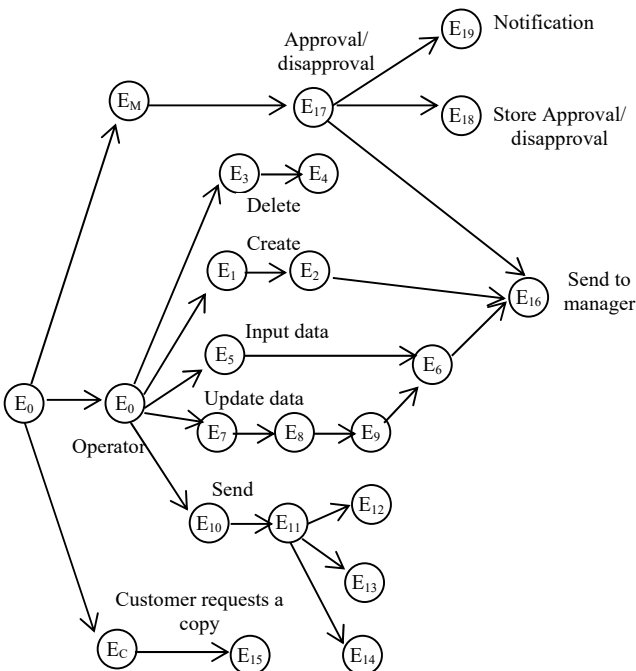 E19 Notification
Approval/
disapproval
EM
E17
E18 Store Approval/
disapproval
E3 E4
Delete
Create
E1 E2
E16 Send to
manager
Input data
E5 E6
Update data
E0 E0
E7 E8 E9
Operator
Send
E10 E11 E12
E13
Customer requests a
copy
EC E15 E14